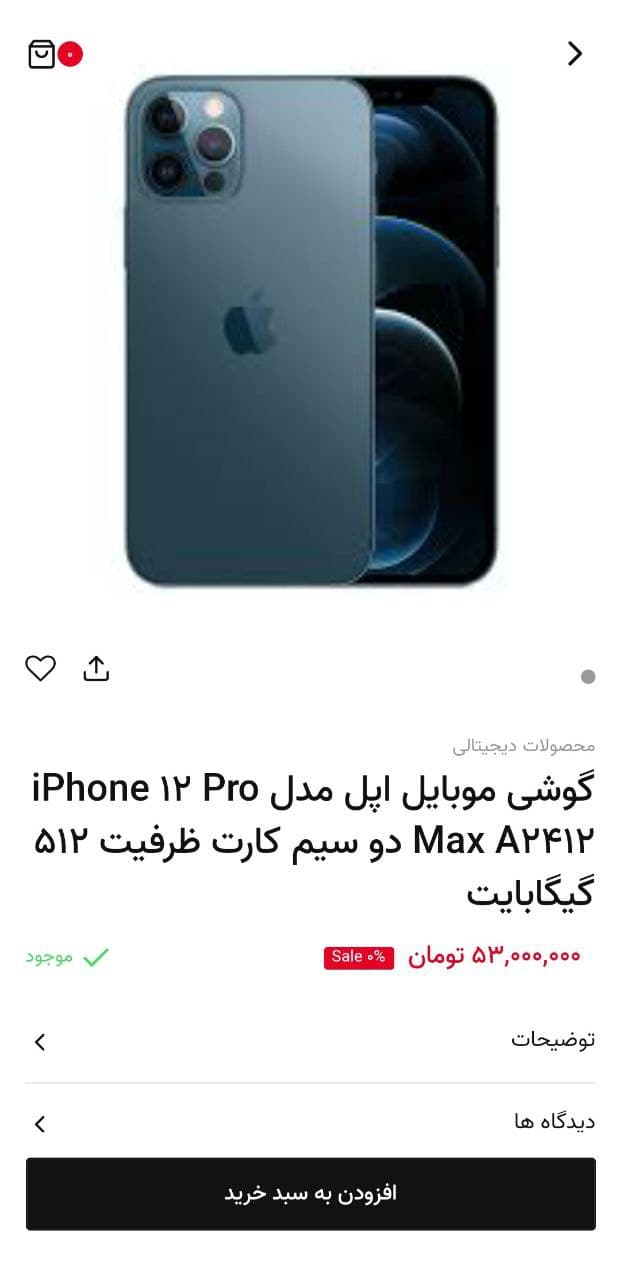 ۰
محصولات دیجیتالی
گوشی موبایل اپل مدل iPhone ۱۲ Pro
Max A۲۴۱۲ دو سیم کارت ظرفیت ۵۱۲
گیگابایت
۵۳,۰۰۰,۰۰۰ تومان Sale ۰% موجود
توضیحات
دیدگاه ها
افزودن به سبد خرید